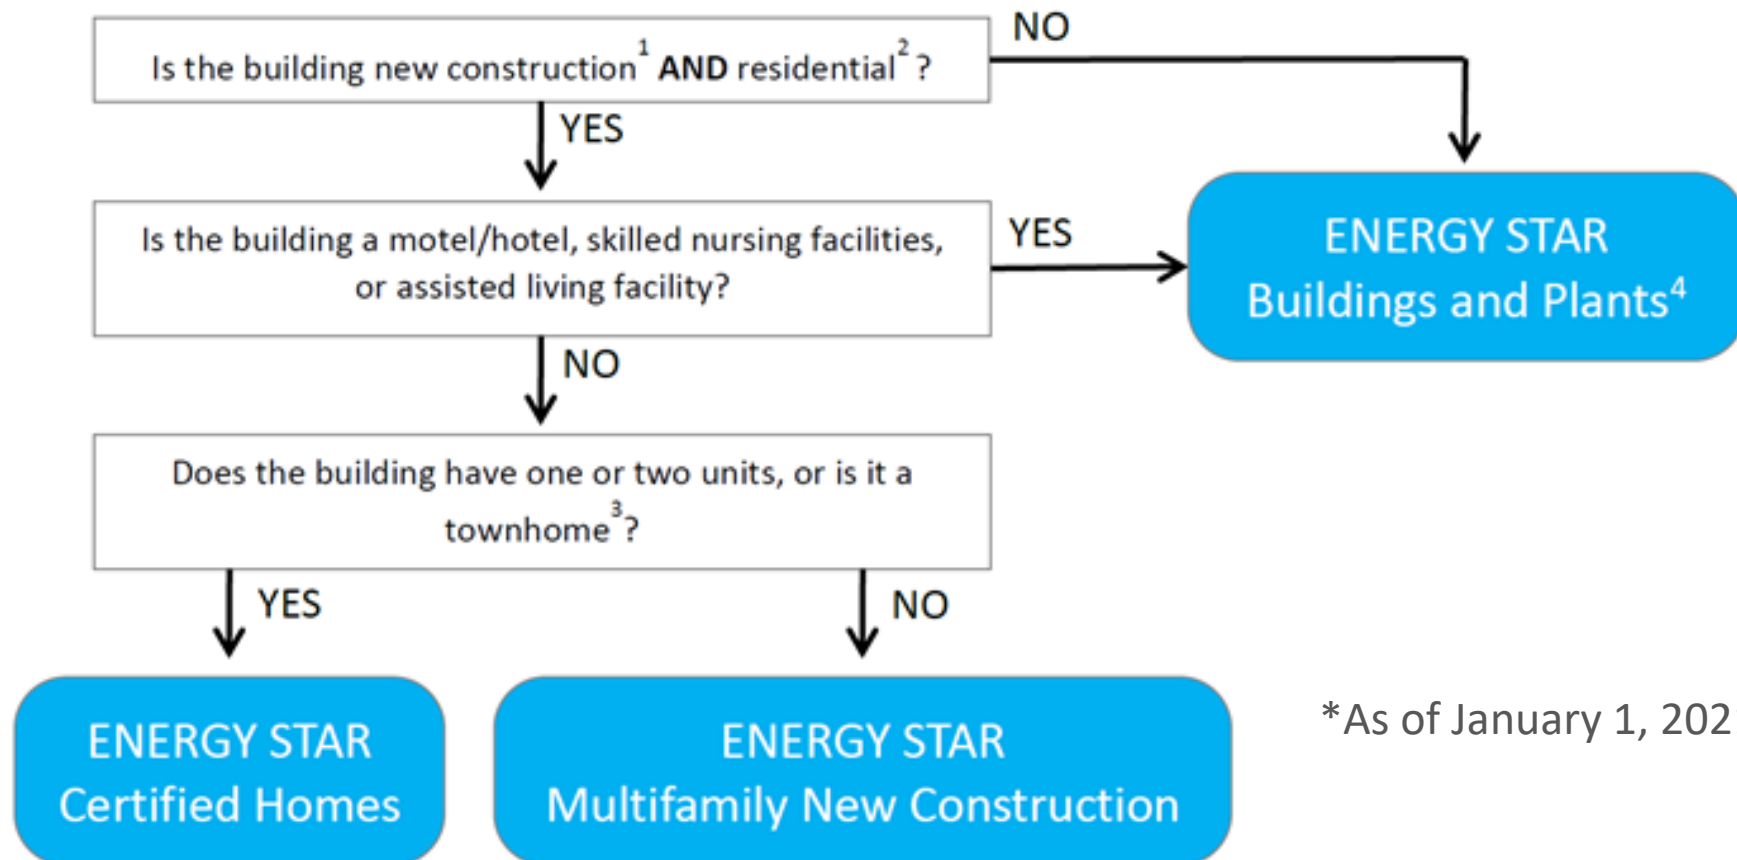 Is the building new construction1 AND residential2 ?
NO
YES
Is the building a motel/hotel, skilled nursing facilities,
or assisted living facility?
YES
ENERGY STAR
Buildings and Plants4
NO
Does the building have one or two units, or is it a
townhome3?
YES
NO
ENERGY STAR
Certified Homes
ENERGY STAR
Multifamily New Construction
*As of January 1,